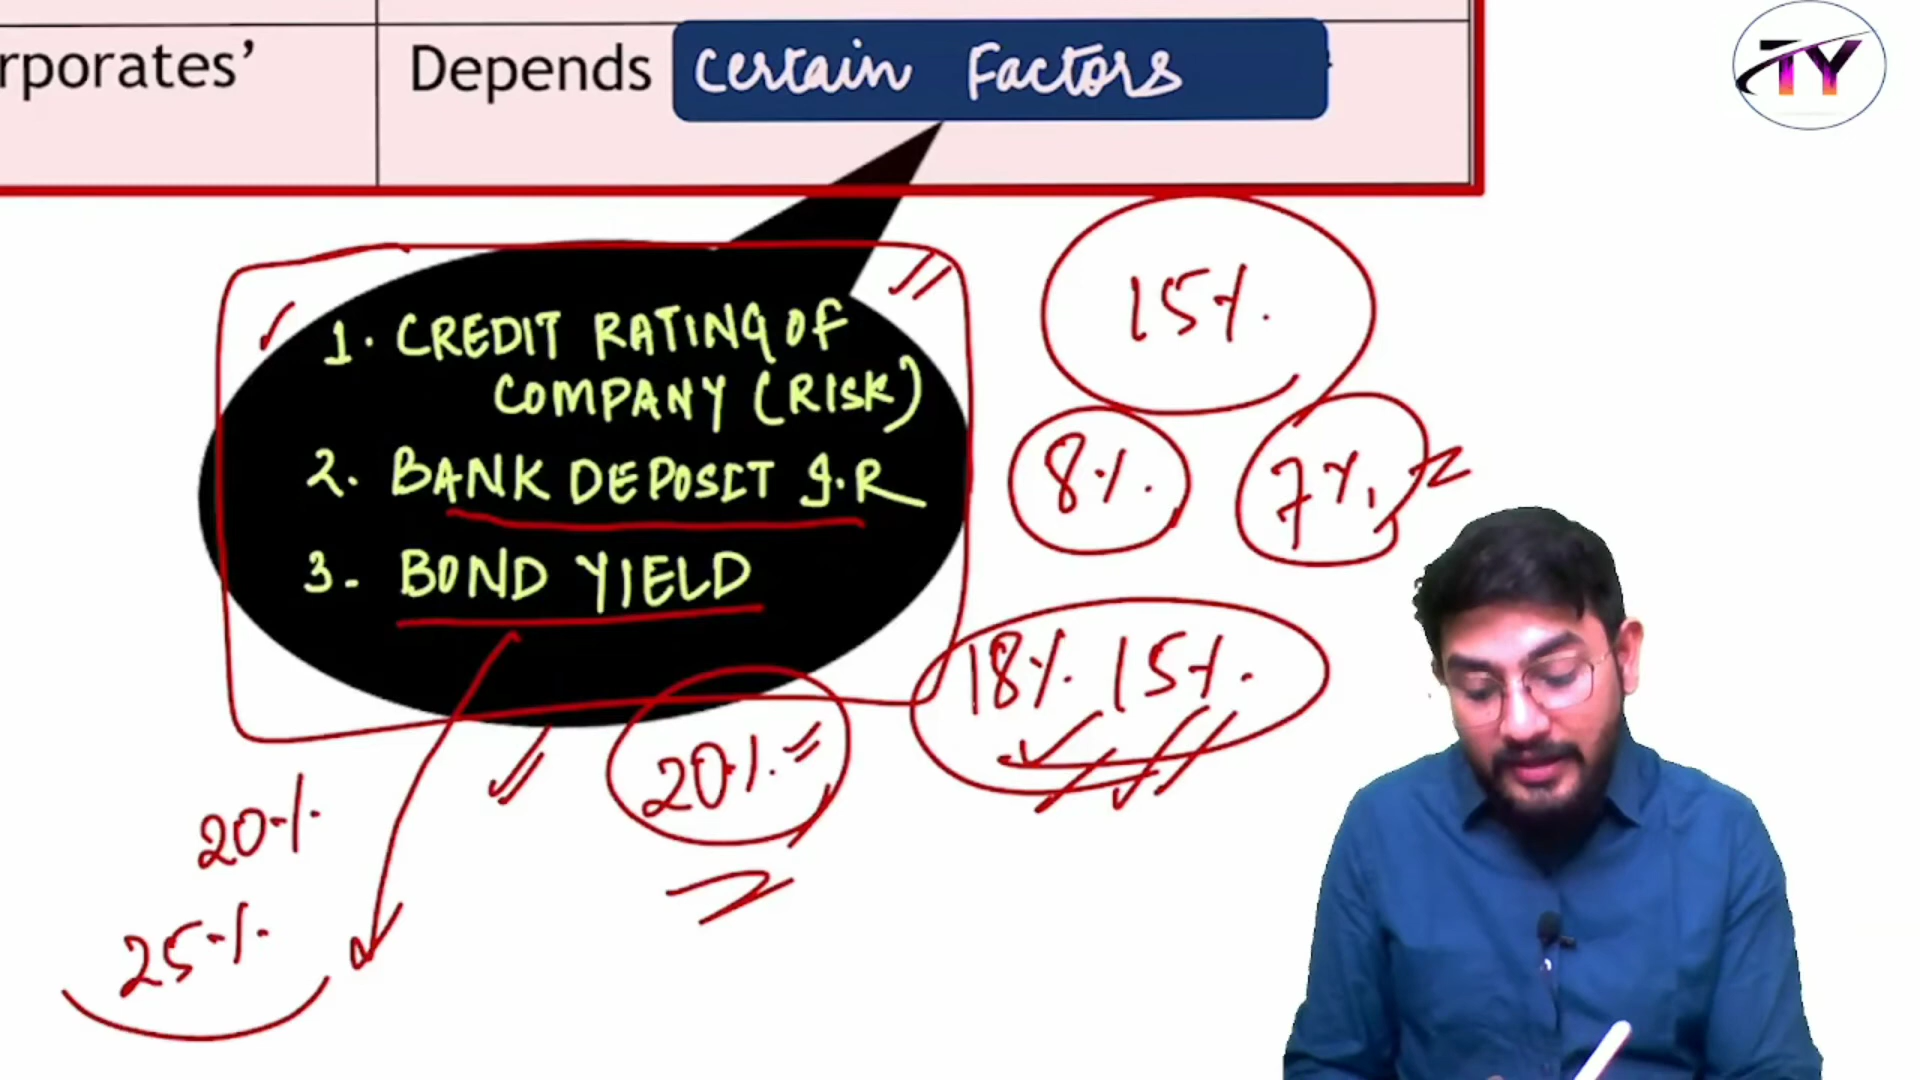 rporates’
Depends Certain Factors
TY
1. CREDIT RATING OF
COMPANY (RISK)
2. BANK DEPOSIT I.R
3- BOND YIELD
15%.
8%.
7%.
18%. 15%.
20%.
20%
25%